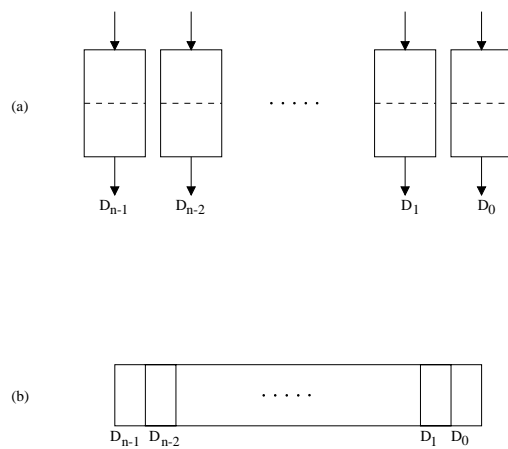 (a)
. . . . .
D_{n-1} D_{n-2} D_1 D_0
(b)
. . . . .
D_{n-1} D_{n-2} D_1 D_0